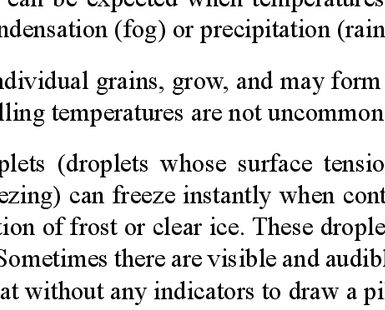 can be expected when temperatures
ndensation (fog) or precipitation (rain
ndividual grains, grow, and may form
lling temperatures are not uncommon
plets (droplets whose surface tensio
ezing) can freeze instantly when cont
tion of frost or clear ice. These drople
Sometimes there are visible and audibl
at without any indicators to draw a pi